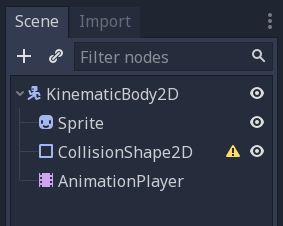 Scene Import
Filter nodes
KinematicBody2D
Sprite
CollisionShape2D
AnimationPlayer